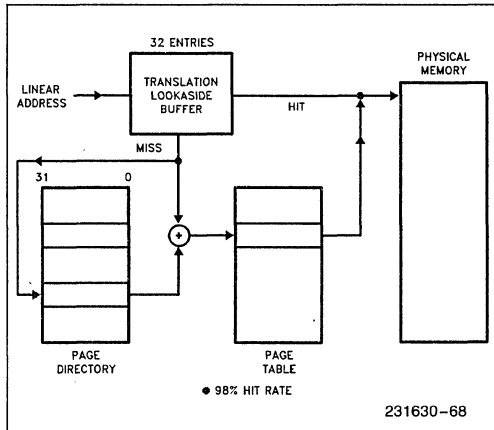 32 ENTRIES
TRANSLATION
LOOKASIDE
BUFFER
LINEAR
ADDRESS
HIT
PHYSICAL
MEMORY
MISS
31 0
+
PAGE
DIRECTORY
PAGE
TABLE
● 98% HIT RATE
231630-68